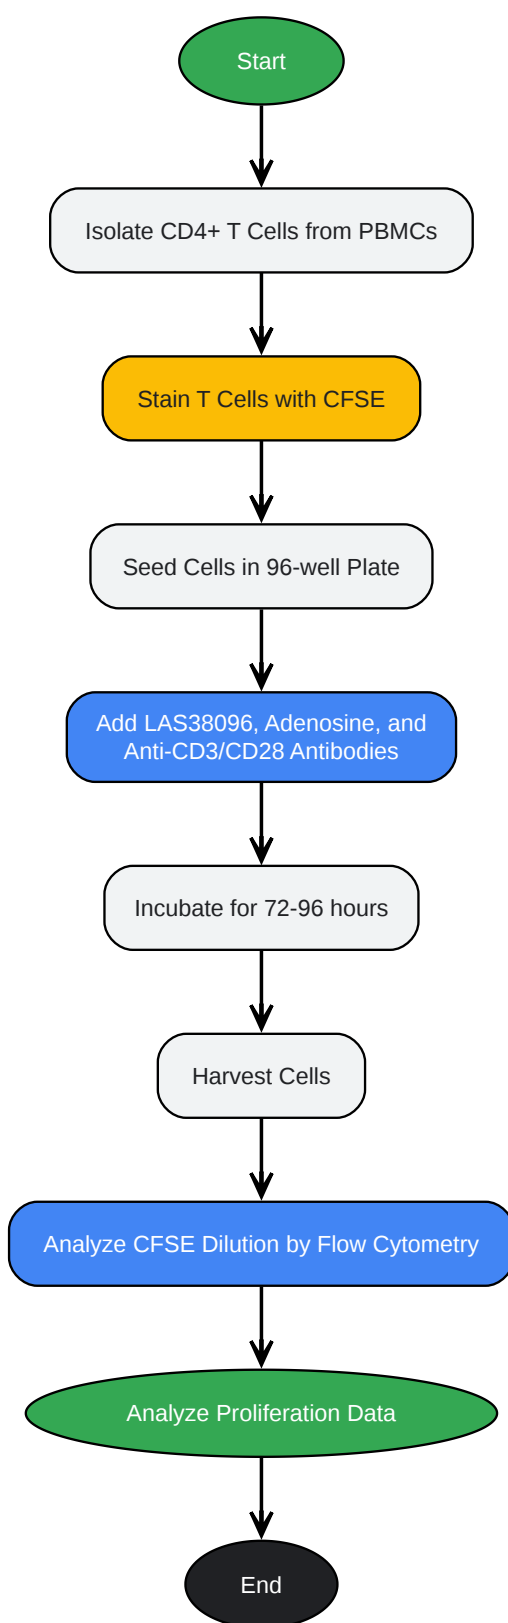 Start
Isolate CD4+ T Cells from PBMCs
Stain T Cells with CFSE
Seed Cells in 96-well Plate
Add LAS38096, Adenosine, and
Anti-CD3/CD28 Antibodies
Incubate for 72-96 hours
Harvest Cells
Analyze CFSE Dilution by Flow Cytometry
Analyze Proliferation Data
End